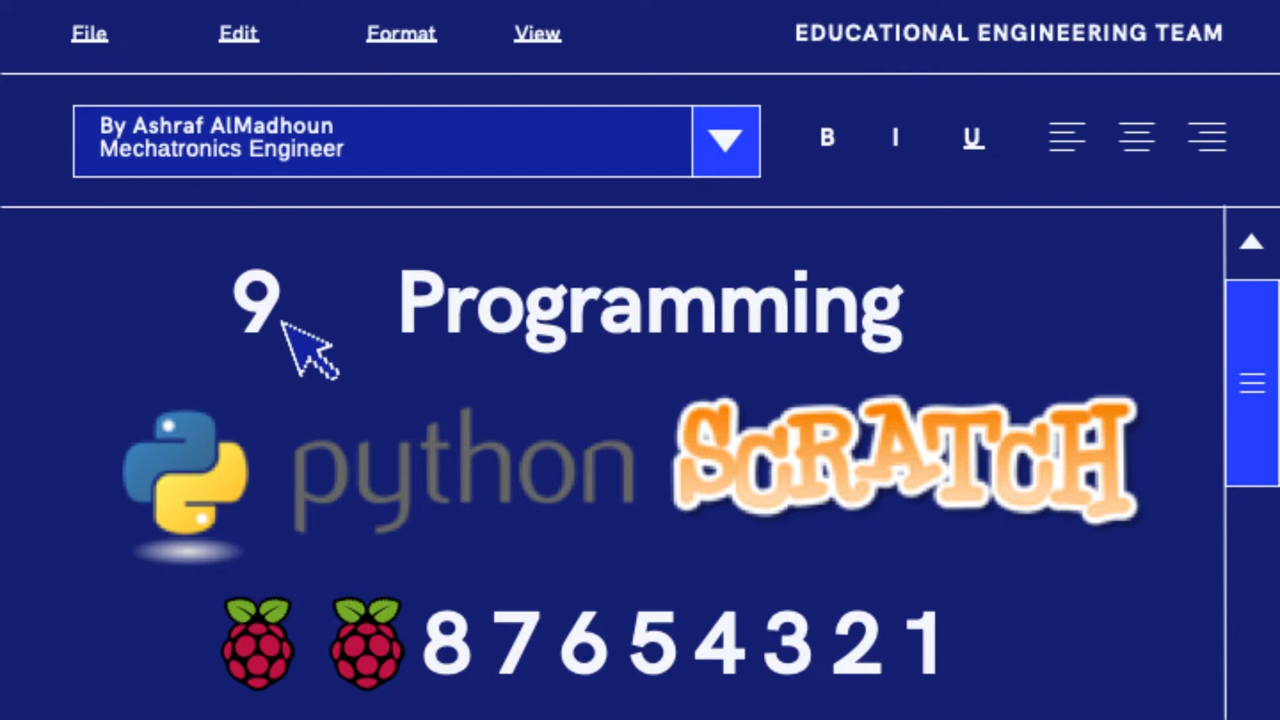 File Edit Format View EDUCATIONAL ENGINEERING TEAM
By Ashraf AlMadhoun
Mechatronics Engineer
B I U
9 Programming
python SCRATCH
8 7 6 5 4 3 2 1